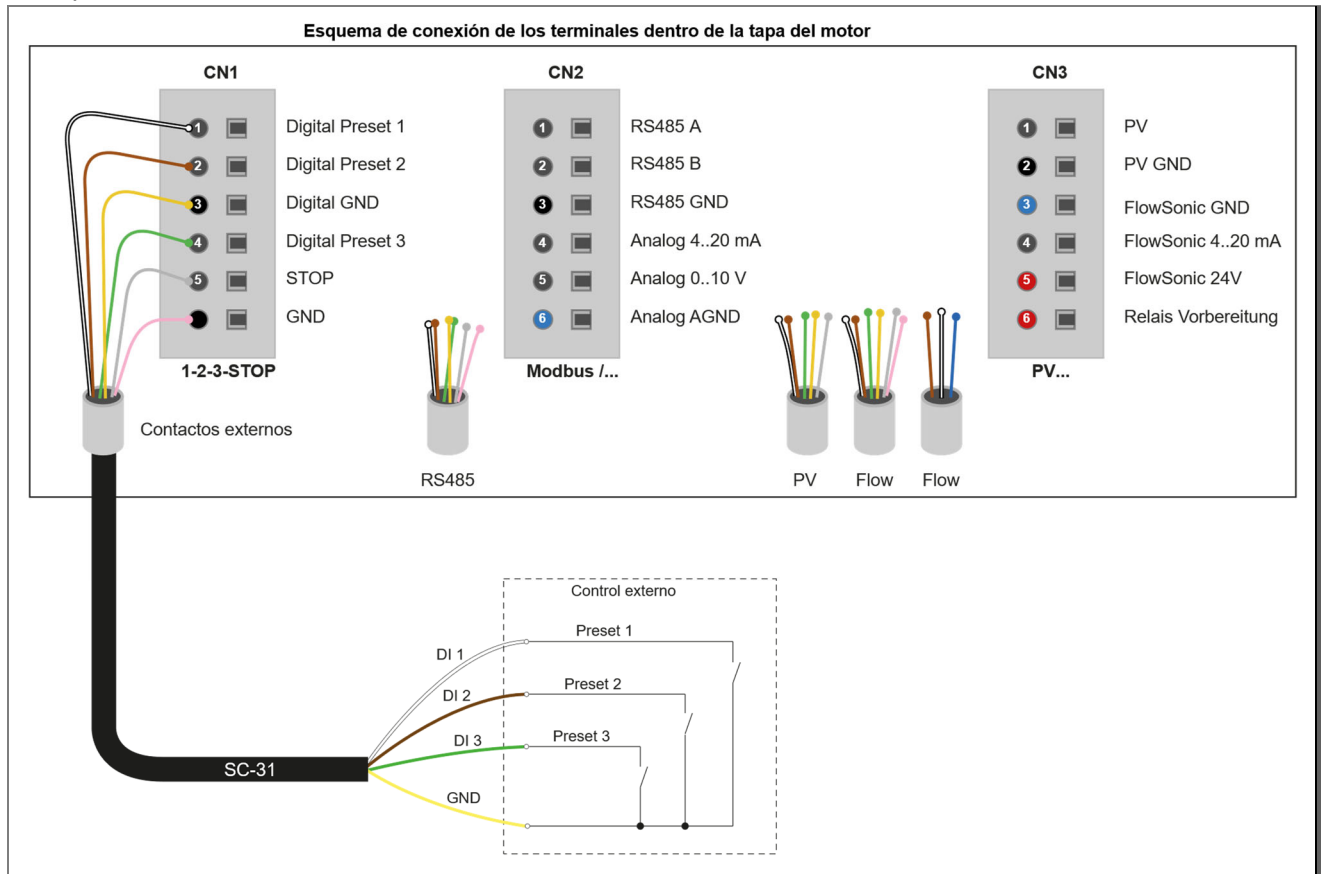 Esquema de conexión de los terminales dentro de la tapa del motor
CN1
1 Digital Preset 1
2 Digital Preset 2
3 Digital GND
4 Digital Preset 3
5 STOP
GND
1-2-3-STOP
Contactos externos
CN2
1 RS485 A
2 RS485 B
3 RS485 GND
4 Analog 4..20 mA
5 Analog 0..10 V
6 Analog AGND
Modbus /...
RS485
CN3
1 PV
2 PV GND
3 FlowSonic GND
4 FlowSonic 4..20 mA
5 FlowSonic 24V
6 Relais Vorbereitung
PV...
PV
Flow
Flow
SC-31
Control externo
DI 1 Preset 1
DI 2 Preset 2
DI 3 Preset 3
GND